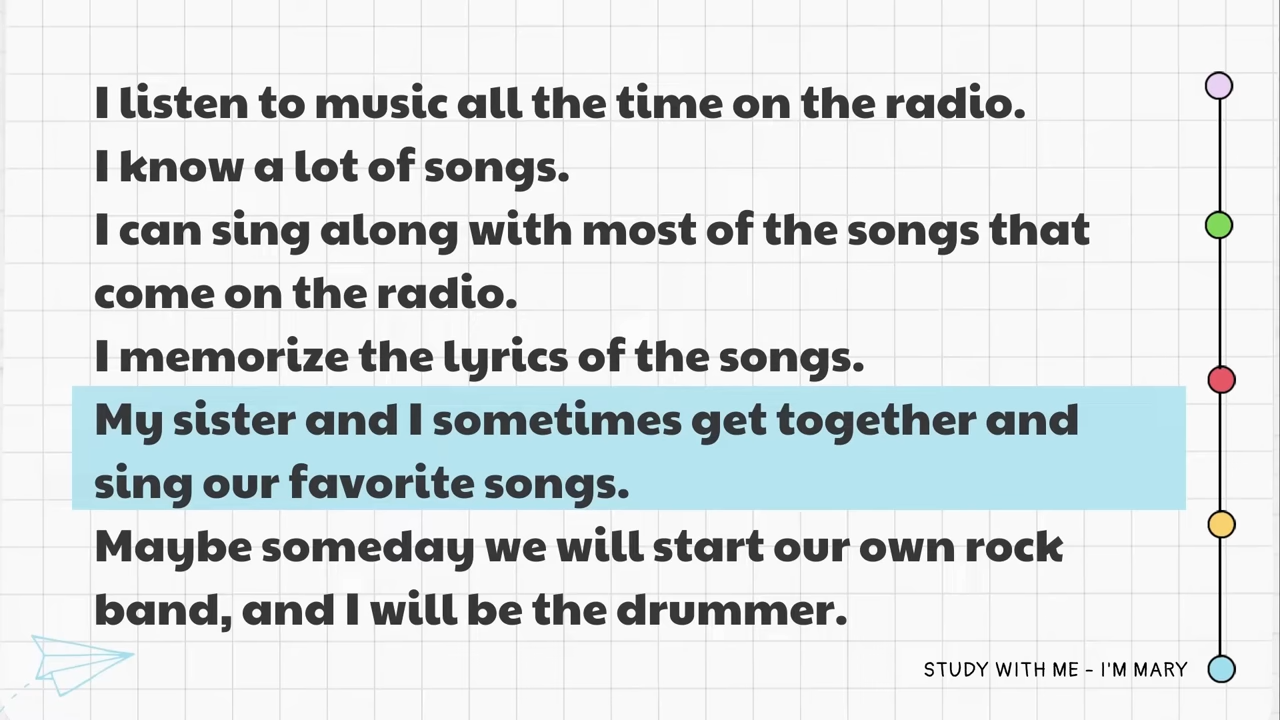 I listen to music all the time on the radio.
I know a lot of songs.
I can sing along with most of the songs that
come on the radio.
I memorize the lyrics of the songs.
My sister and I sometimes get together and
sing our favorite songs.
Maybe someday we will start our own rock
band, and I will be the drummer.
STUDY WITH ME - I'M MARY